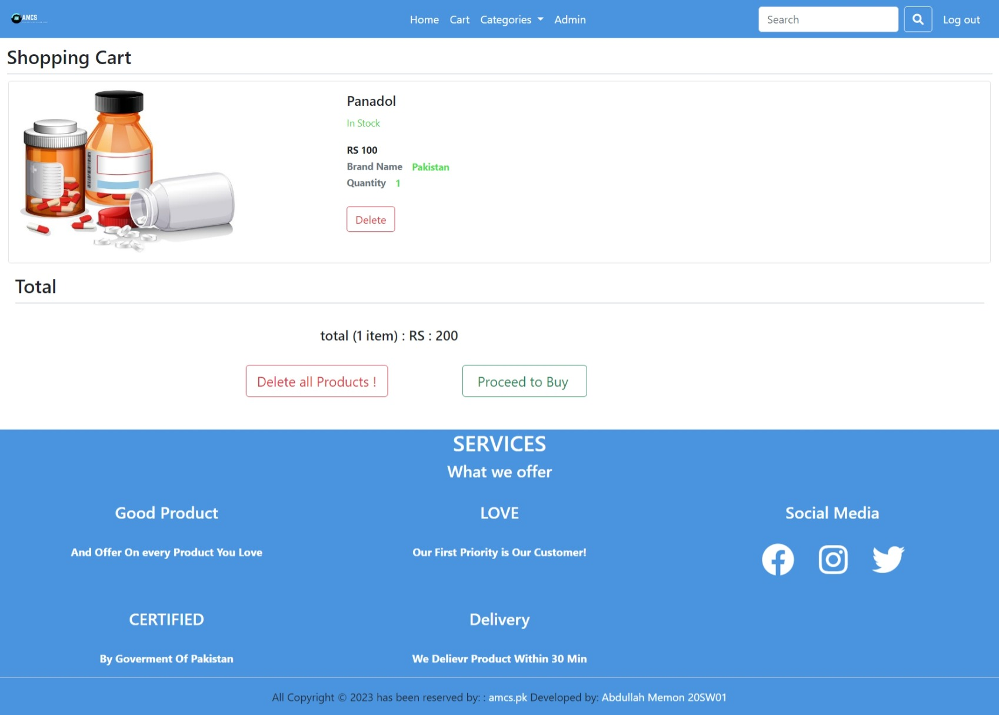 AMCS
Home Cart Categories Admin
Search
Log out
Shopping Cart
Panadol
In Stock
RS 100
Brand Name Pakistan
Quantity 1
Delete
Total
total (1 item) : RS : 200
Delete all Products !
Proceed to Buy
SERVICES
What we offer
Good Product
And Offer On every Product You Love
LOVE
Our First Priority is Our Customer!
Social Media
CERTIFIED
By Goverment Of Pakistan
Delivery
We Delievr Product Within 30 Min
All Copyright © 2023 has been reserved by: : amcs.pk Developed by: Abdullah Memon 20SW01